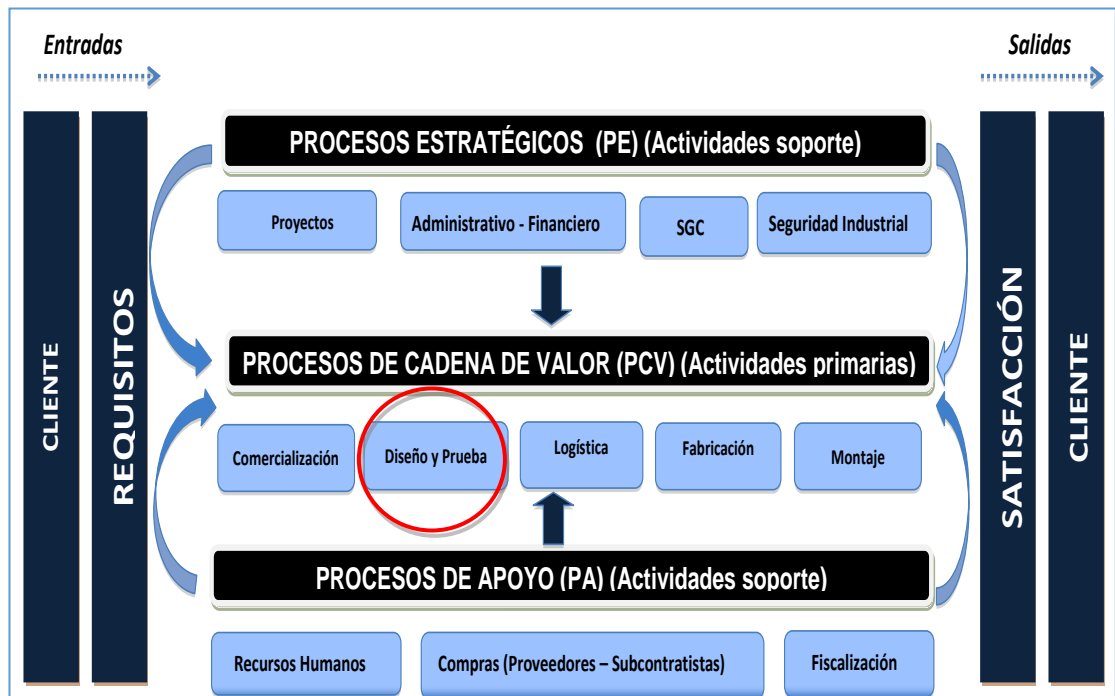 Entradas
Salidas
CLIENTE
REQUISITOS
PROCESOS ESTRATÉGICOS (PE) (Actividades soporte)
Proyectos
Administrativo - Financiero
SGC
Seguridad Industrial
PROCESOS DE CADENA DE VALOR (PCV) (Actividades primarias)
Comercialización
Diseño y Prueba
Logística
Fabricación
Montaje
PROCESOS DE APOYO (PA) (Actividades soporte)
Recursos Humanos
Compras (Proveedores – Subcontratistas)
Fiscalización
SATISFACCIÓN
CLIENTE